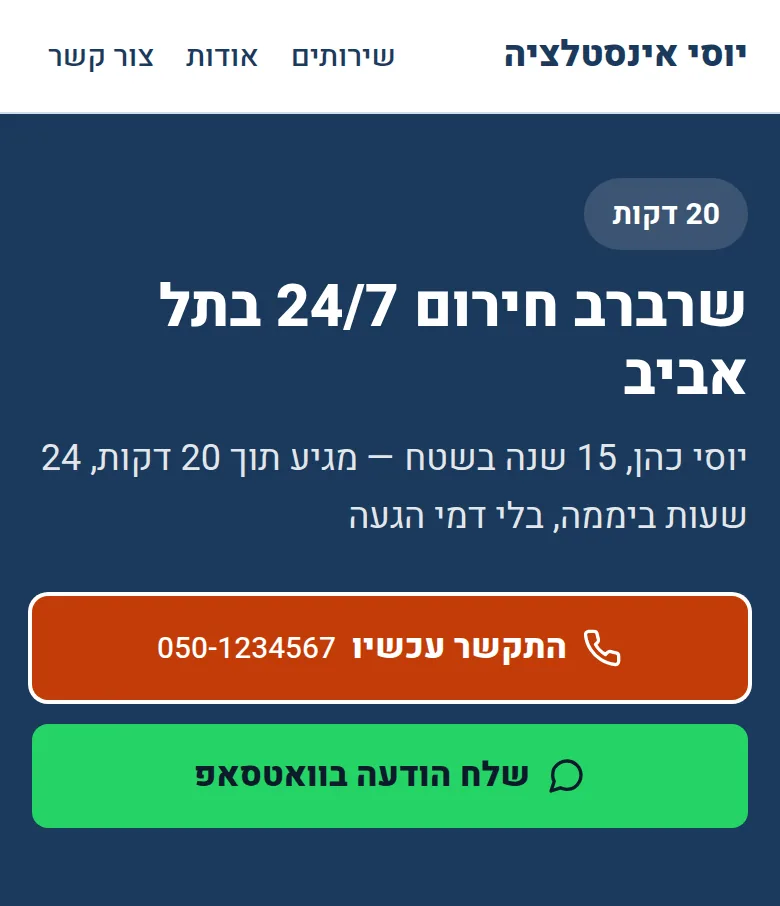 יוסי אינסטלציה
שירותים אודות צור קשר
20 דקות
שרברב חירום 24/7 בתל
אביב
יוסי כהן, 15 שנה בשטח — מגיע תוך 20 דקות, 24
שעות ביממה, בלי דמי הגעה
התקשר עכשיו 050-1234567
שלח הודעה בוואטסאפ